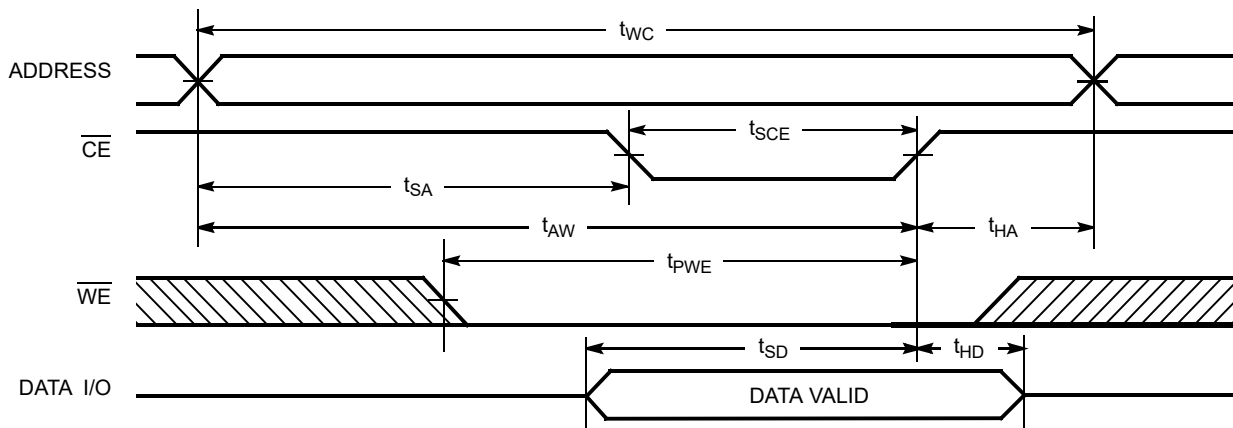 tWC
ADDRESS
CE
tSCE
tSA
tAW
tHA
tPWE
WE
tSD
tHD
DATA I/O
DATA VALID